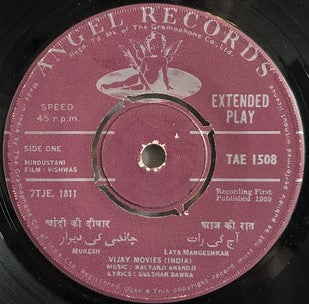 ANGEL RECORDS
Regd. Td Mk. of The Gramophone Co. Ltd.
SPEED
45 r.p.m.
EXTENDED
PLAY
SIDE ONE
TAE 1508
HINDUSTANI
FILM : VISHWAS
7TJE. 1811
Recording First
Published 1969
चांदी की दीवार
आज की रात
چاندی کی دیوار
آج کی رات
MUKESH
LATA MANGESHKAR
VIJAY MOVIES (INDIA)
MUSIC : KALYANJI ANANDJI
LYRICS : GULSHAN BAWRA